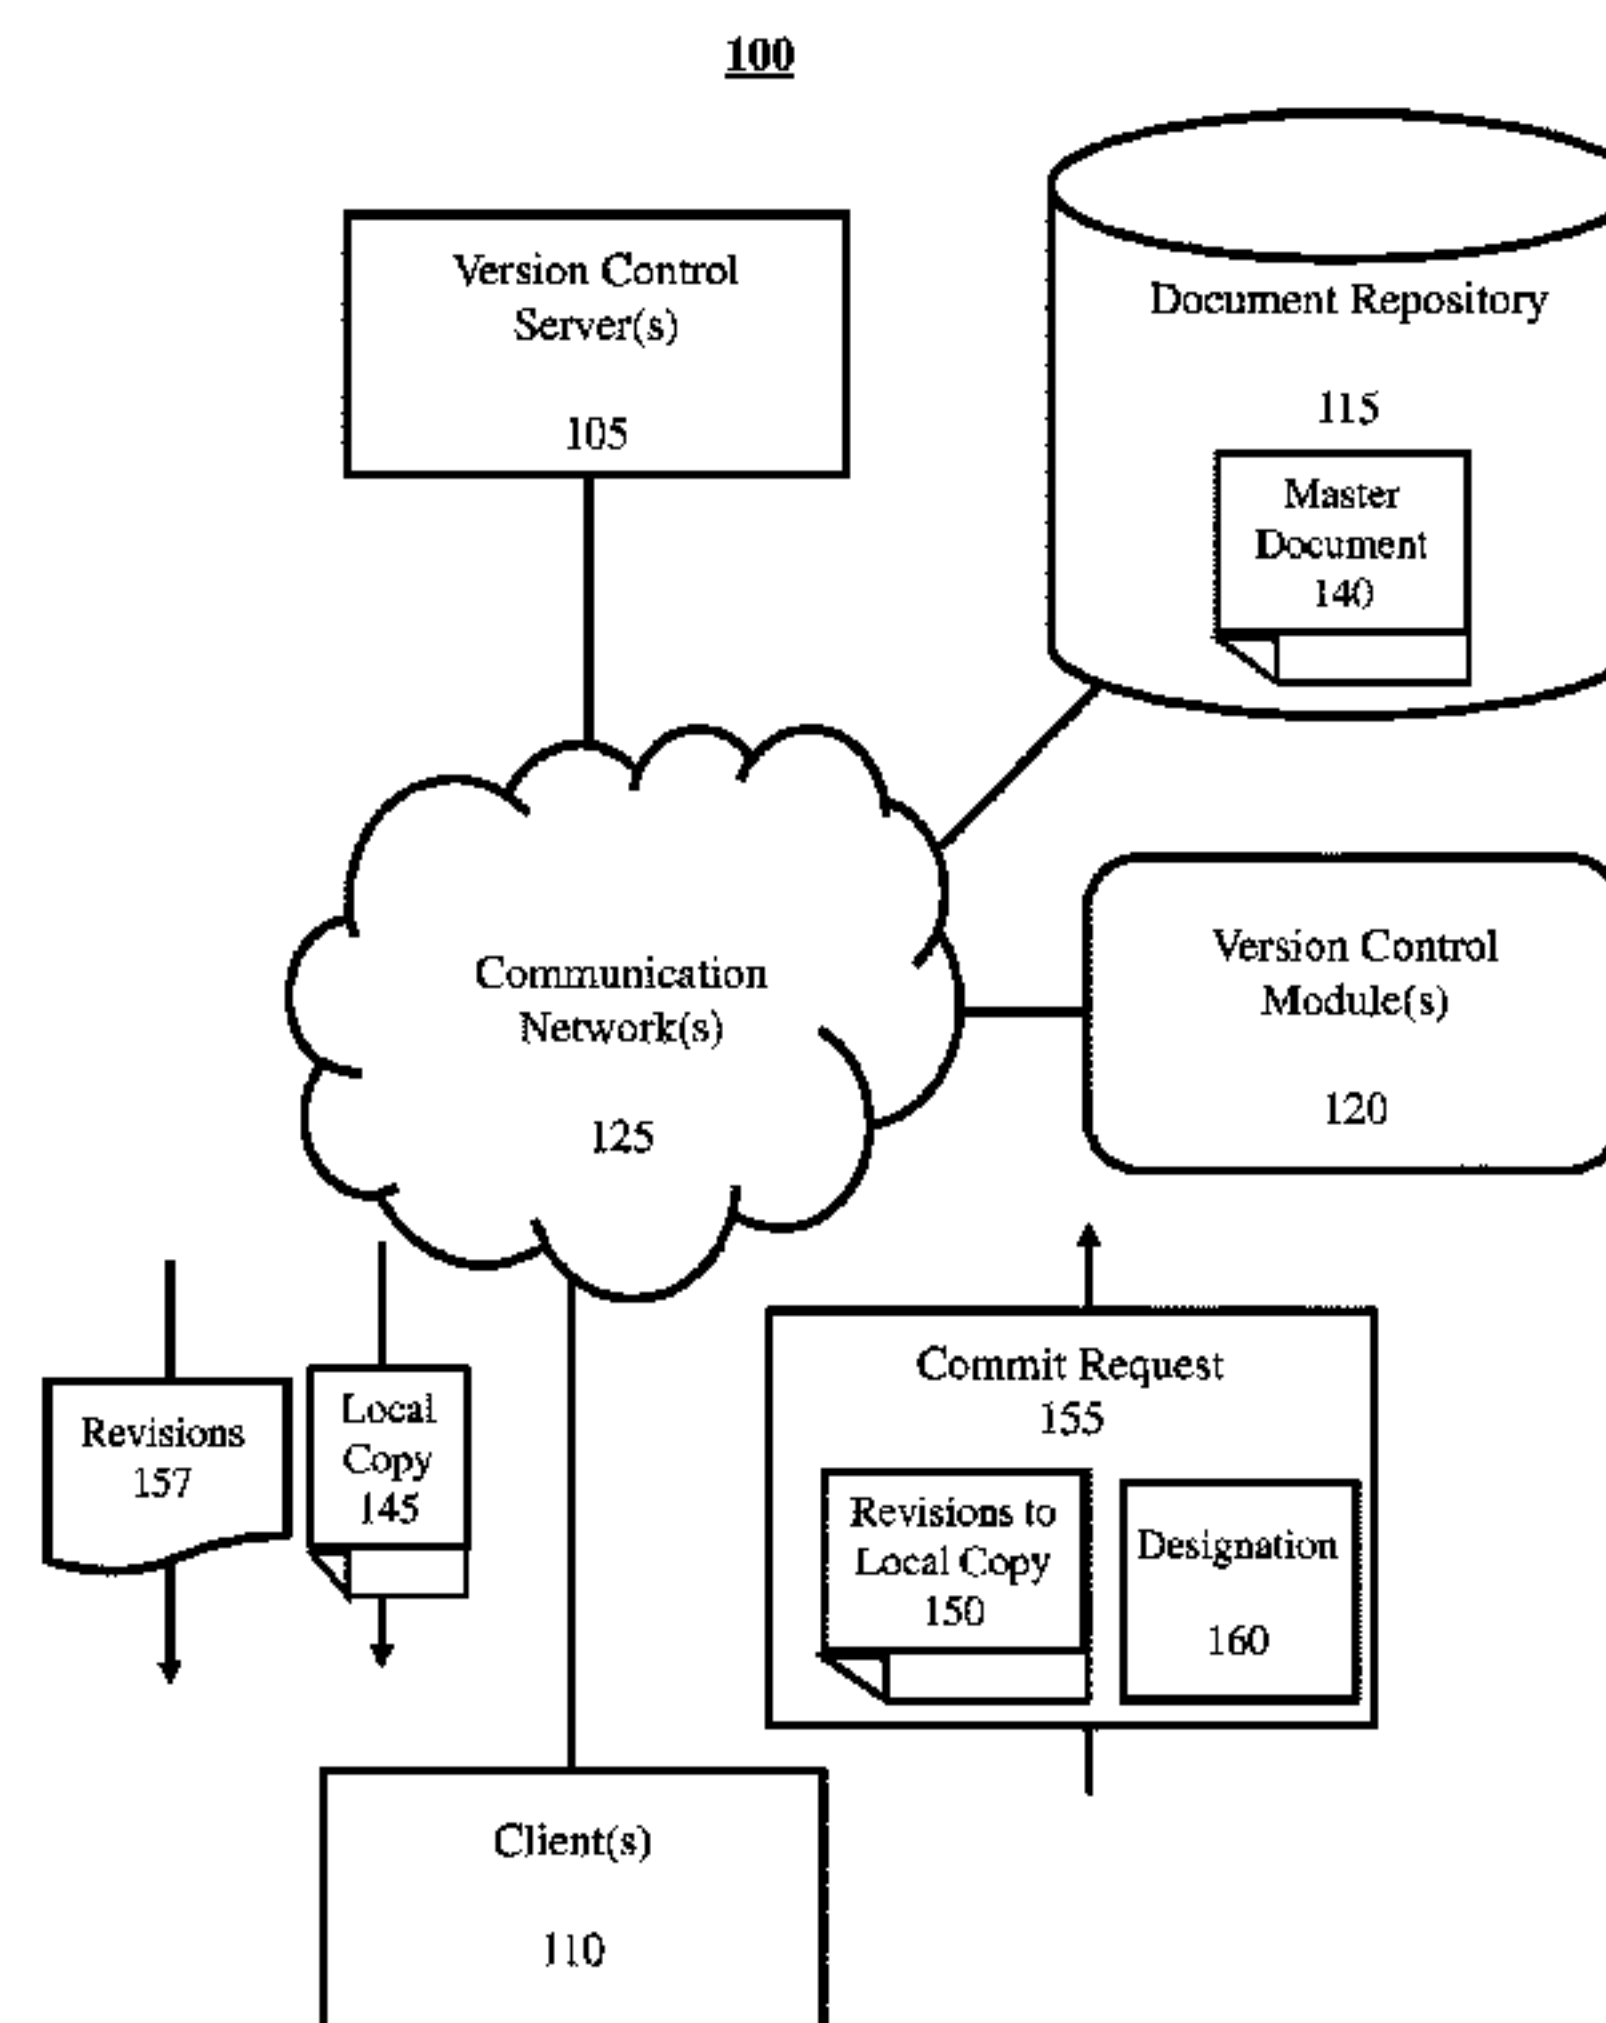 100
Version Control
Server(s)
105
Document Repository
115
Master
Document
140
Communication
Network(s)
125
Version Control
Module(s)
120
Revisions
157
Local
Copy
145
Commit Request
155
Revisions to
Local Copy
150
Designation
160
Client(s)
110